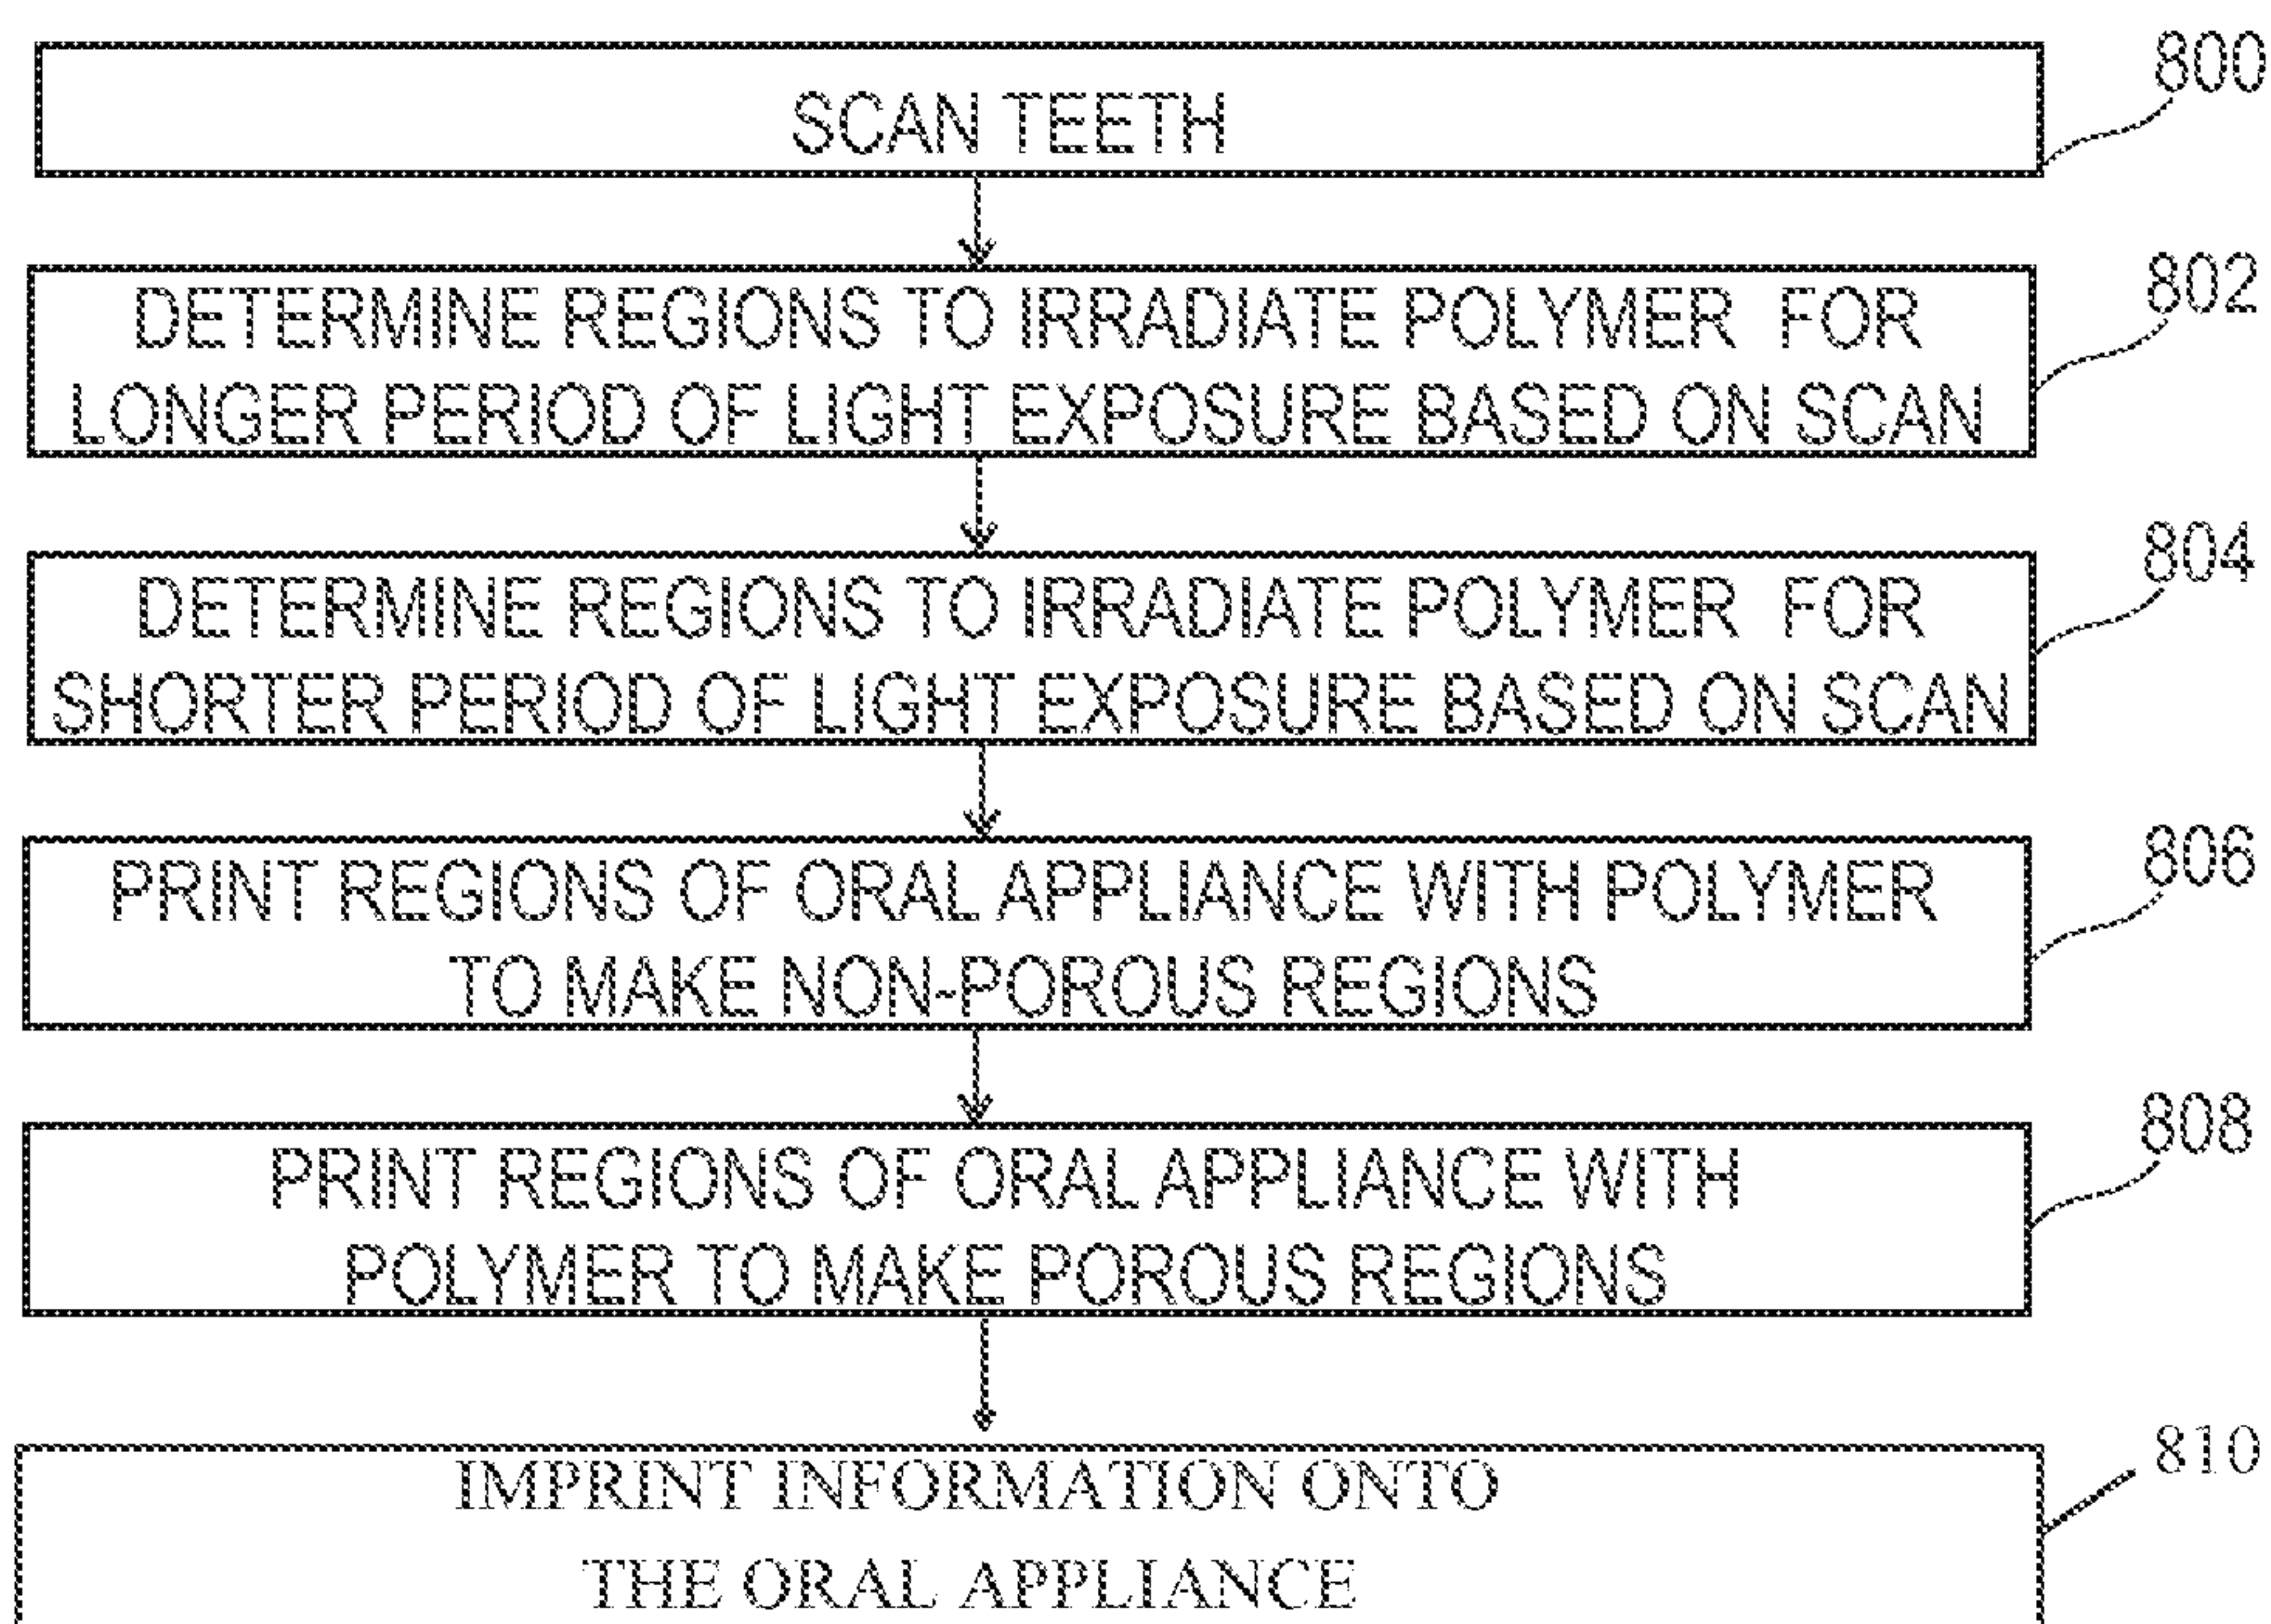 800
SCAN TEETH
802
DETERMINE REGIONS TO IRRADIATE POLYMER FOR
LONGER PERIOD OF LIGHT EXPOSURE BASED ON SCAN
804
DETERMINE REGIONS TO IRRADIATE POLYMER FOR
SHORTER PERIOD OF LIGHT EXPOSURE BASED ON SCAN
806
PRINT REGIONS OF ORAL APPLIANCE WITH POLYMER
TO MAKE NON-POROUS REGIONS
808
PRINT REGIONS OF ORAL APPLIANCE WITH
POLYMER TO MAKE POROUS REGIONS
810
IMPRINT INFORMATION ONTO
THE ORAL APPLIANCE